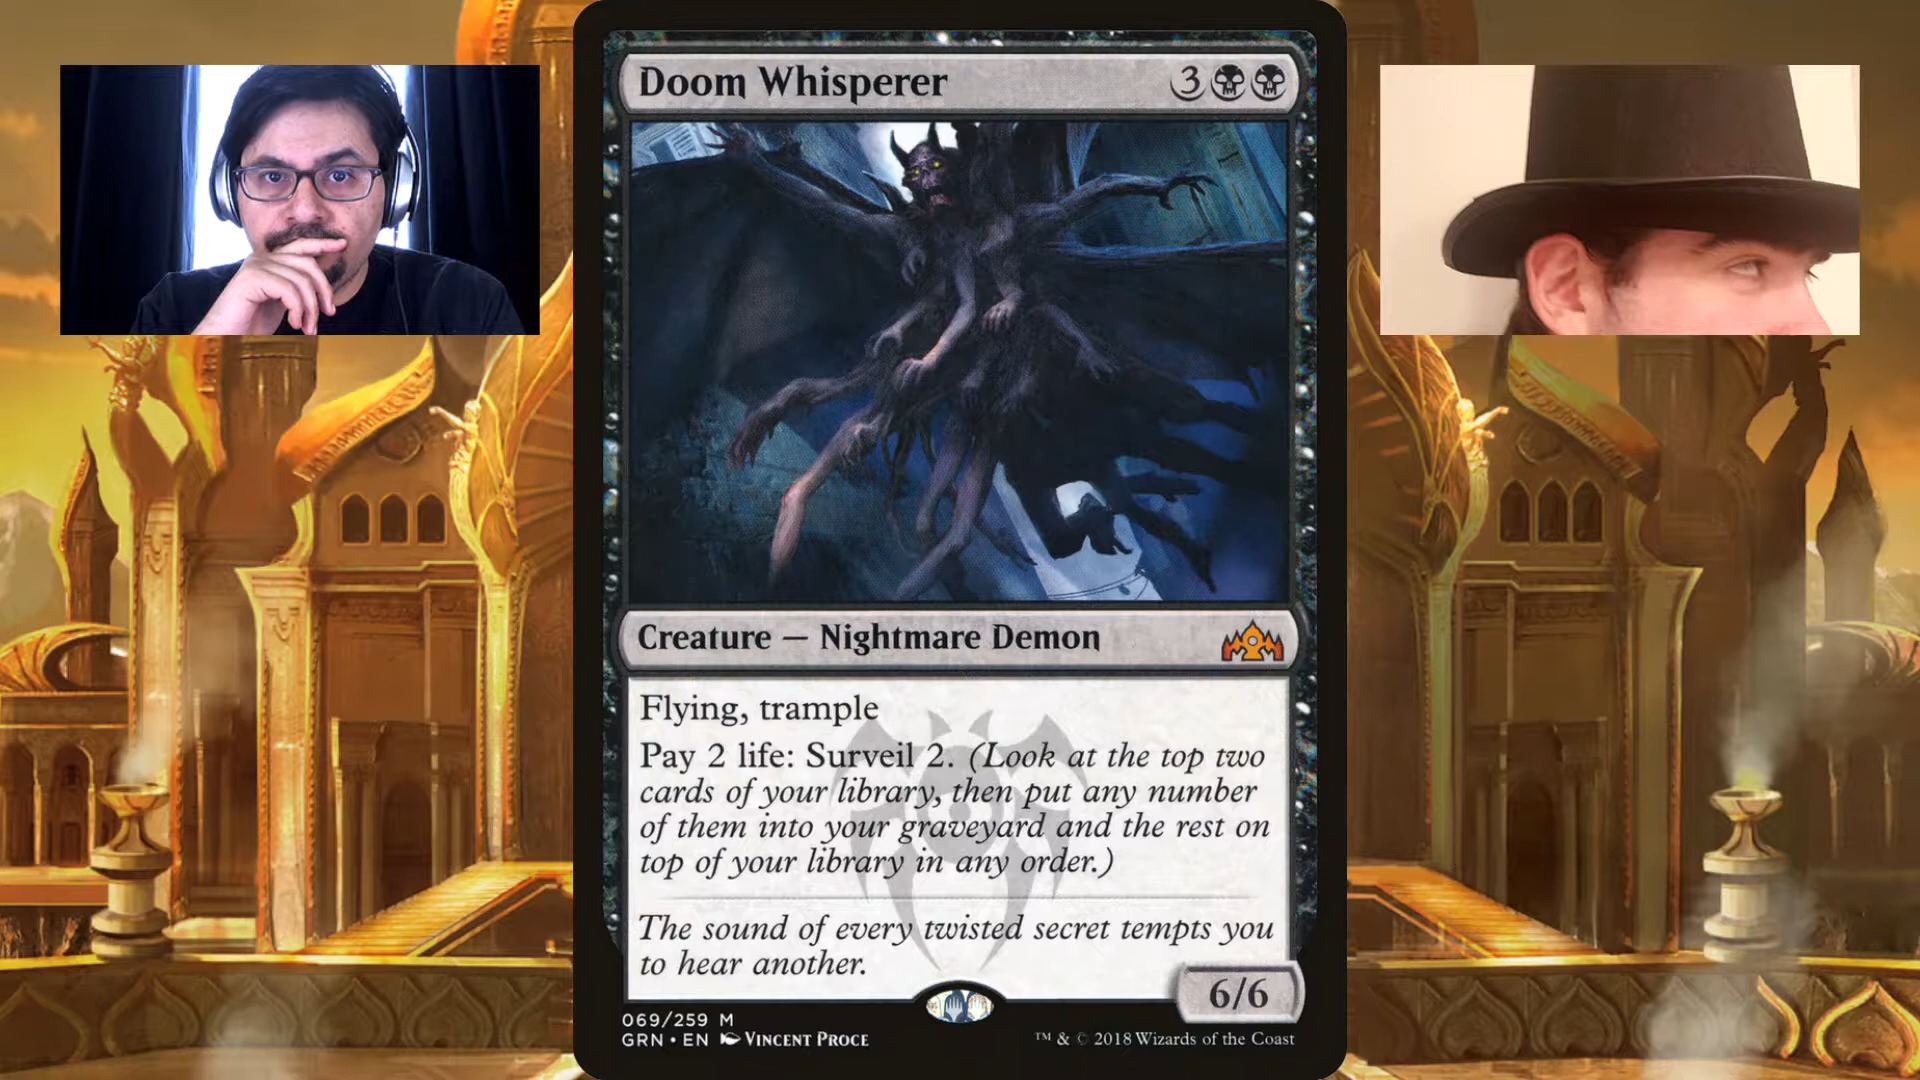 Doom Whisperer 3
Creature — Nightmare Demon
Flying, trample
Pay 2 life: Surveil 2. (Look at the top two
cards of your library, then put any number
of them into your graveyard and the rest on
top of your library in any order.)
The sound of every twisted secret tempts you
to hear another.
6/6
069/259 M
GRN • EN VINCENT PROCE
™ & © 2018 Wizards of the Coast